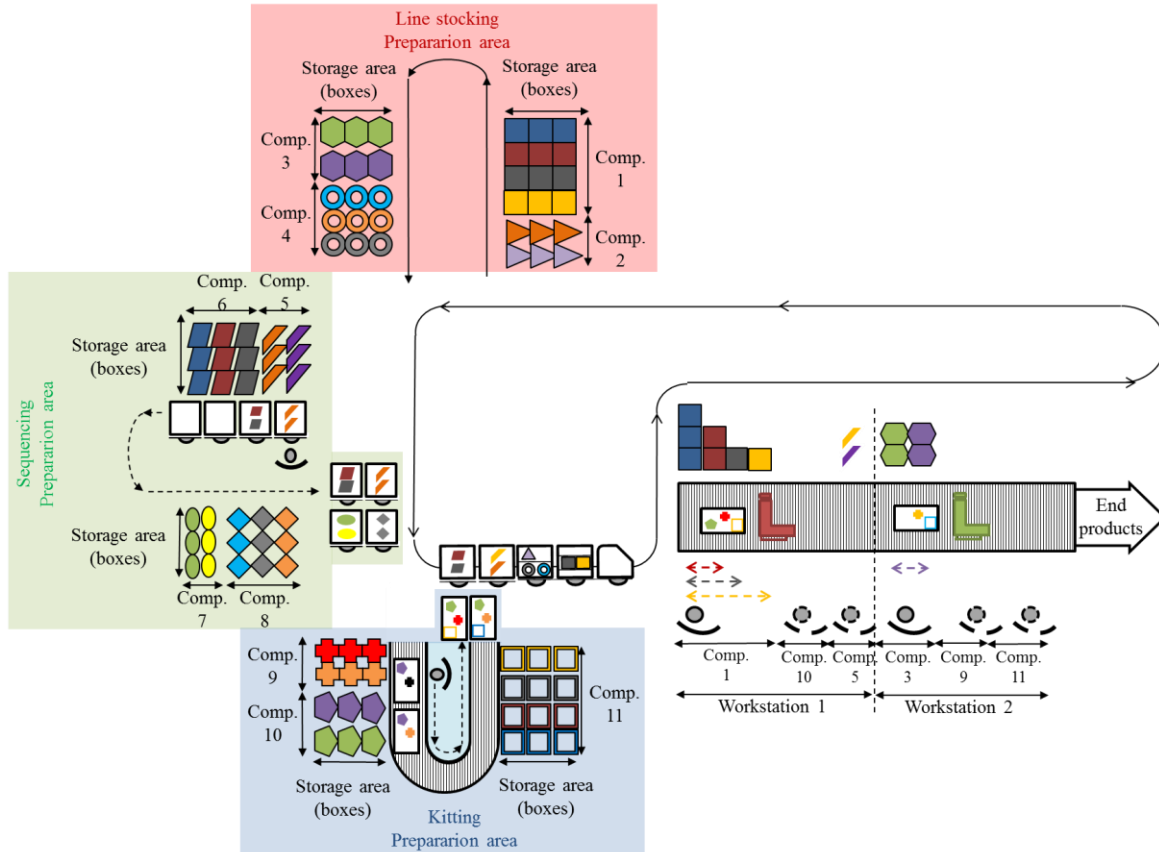 Line stocking
Prepararion area
Storage area
(boxes)
Storage area
(boxes)
Comp.
3
Comp.
4
Comp.
1
Comp.
2
Sequencing
Prepararion area
Comp.
6
Comp.
5
Storage area
(boxes)
Storage area
(boxes)
Comp.
7
Comp.
8
Comp.
9
Comp.
10
Comp.
11
Storage area
(boxes)
Storage area
(boxes)
Kitting
Prepararion area
End
products
Comp.
1
Comp.
10
Comp.
5
Comp.
3
Comp.
9
Comp.
11
Workstation 1
Workstation 2